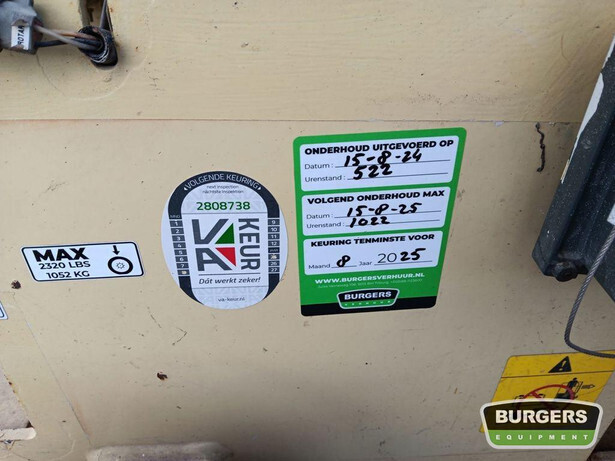 MAX
2320 LBS
1052 KG
VOLGENDE KEURING
next inspection
nächste Inspektion
2808738
VA
KEUR
Dát werkt zeker!
ONDERHOUD UITGEVOERD OP
Datum : 15-8-24
Urenstand : 522
VOLGEND ONDERHOUD MAX
Datum : 15-8-25
Urenstand : 1022
KEURING TENMINSTE VOOR
Maand 8 Jaar 2025
WWW.BURGERSVERHUUR.NL
BURGERS
BURGERS
EQUIPMENT